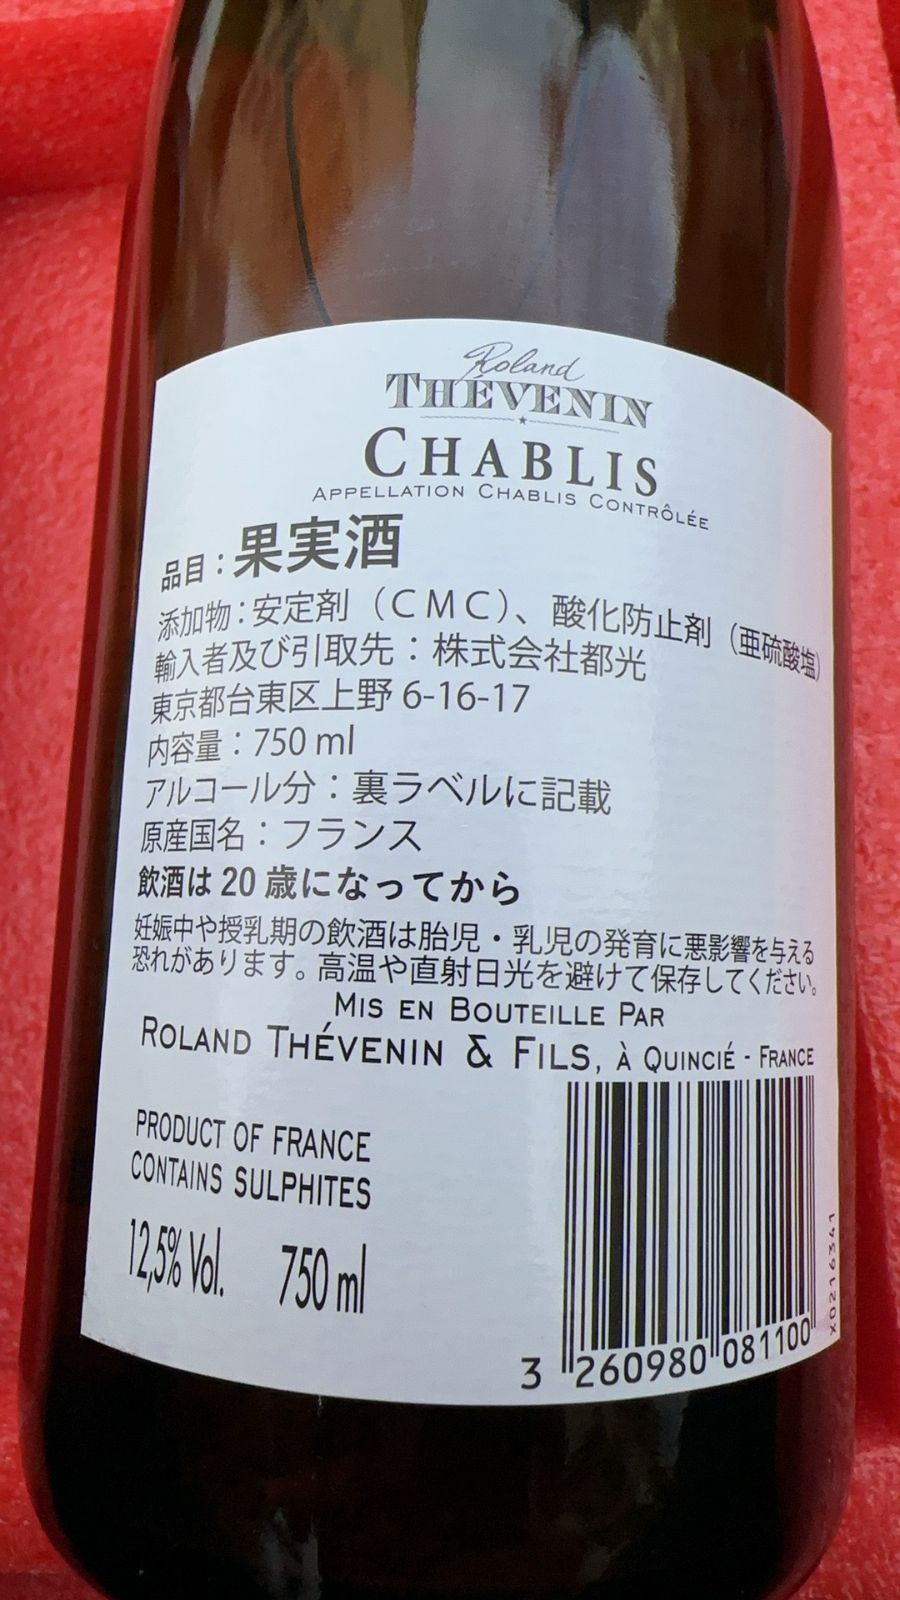 Roland
THÉVENIN
CHABLIS
APPELLATION CHABLIS CONTRÔLÉE
品目：果実酒
添加物：安定剤（ＣＭＣ）、酸化防止剤（亜硫酸塩）
輸入者及び引取先：株式会社都光
東京都台東区上野 6-16-17
内容量：750 ml
アルコール分：裏ラベルに記載
原産国名：フランス
飲酒は 20 歳になってから
妊娠中や授乳期の飲酒は胎児・乳児の発育に悪影響を与える
恐れがあります。高温や直射日光を避けて保存してください。
MIS EN BOUTEILLE PAR
ROLAND THÉVENIN & FILS, À QUINCIÉ - FRANCE
PRODUCT OF FRANCE
CONTAINS SULPHITES
12,5% Vol. 750 ml
X0216341
3 260980 081100